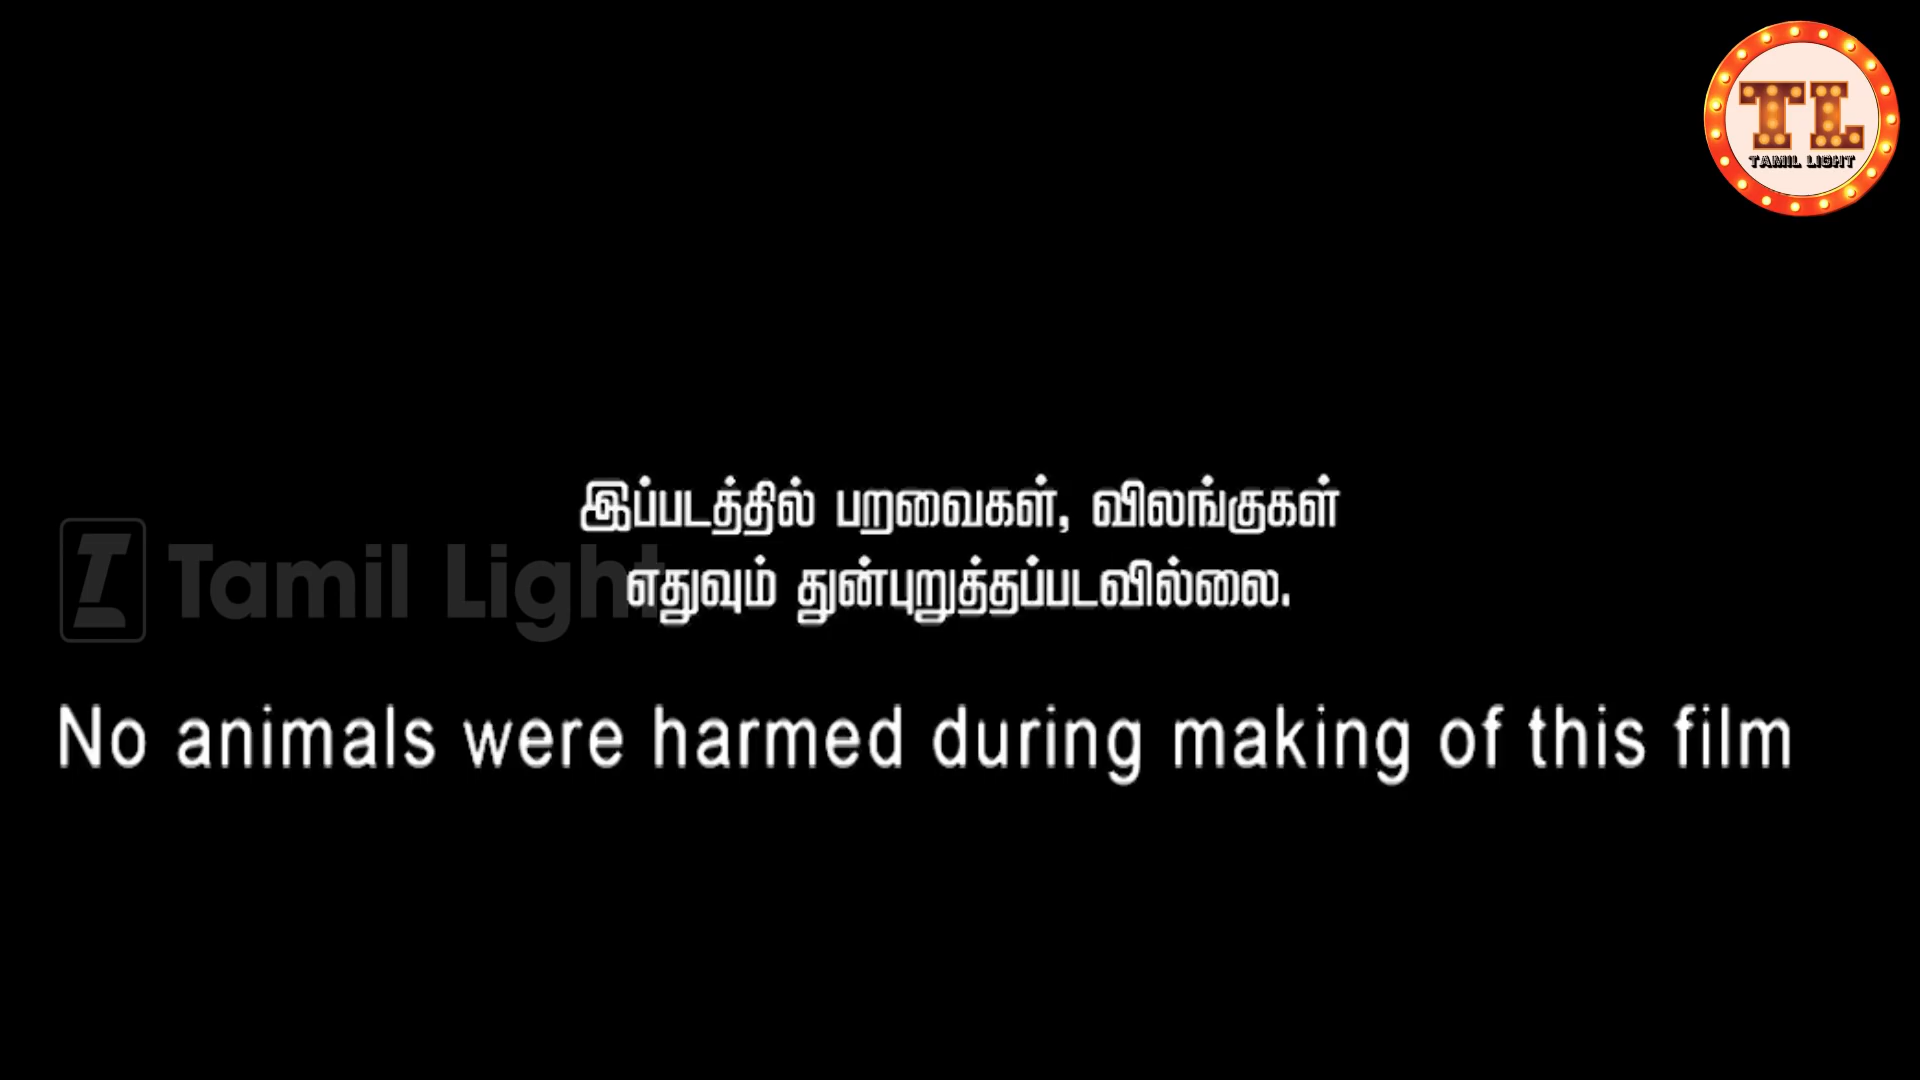 TL
TAMIL LIGHT
இப்படத்தில் பறவைகள், விலங்குகள்
Tamil Light
எதுவும் துன்புறுத்தப்படவில்லை.
No animals were harmed during making of this film